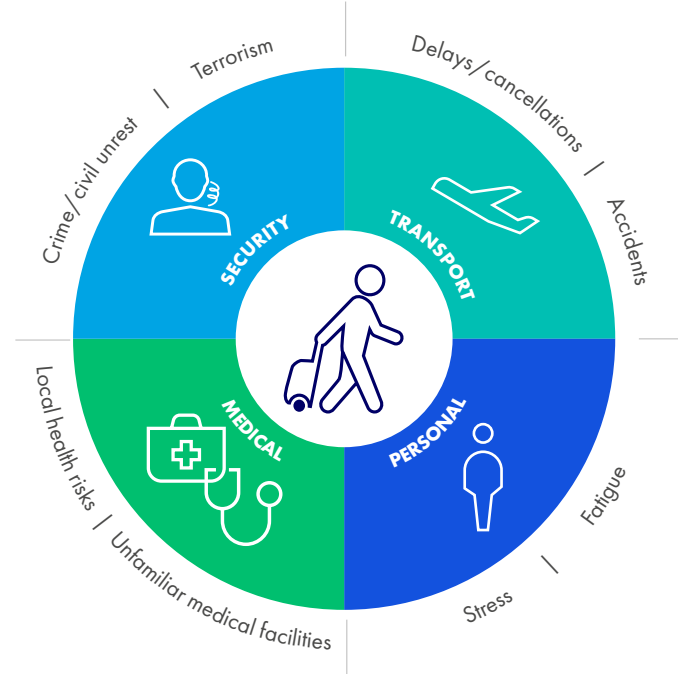 Terrorism
Crime/civil unrest
SECURITY
Delays/cancellations
Accidents
TRANSPORT
Local health risks
Unfamiliar medical facilities
MEDICAL
PERSONAL
Fatigue
Stress